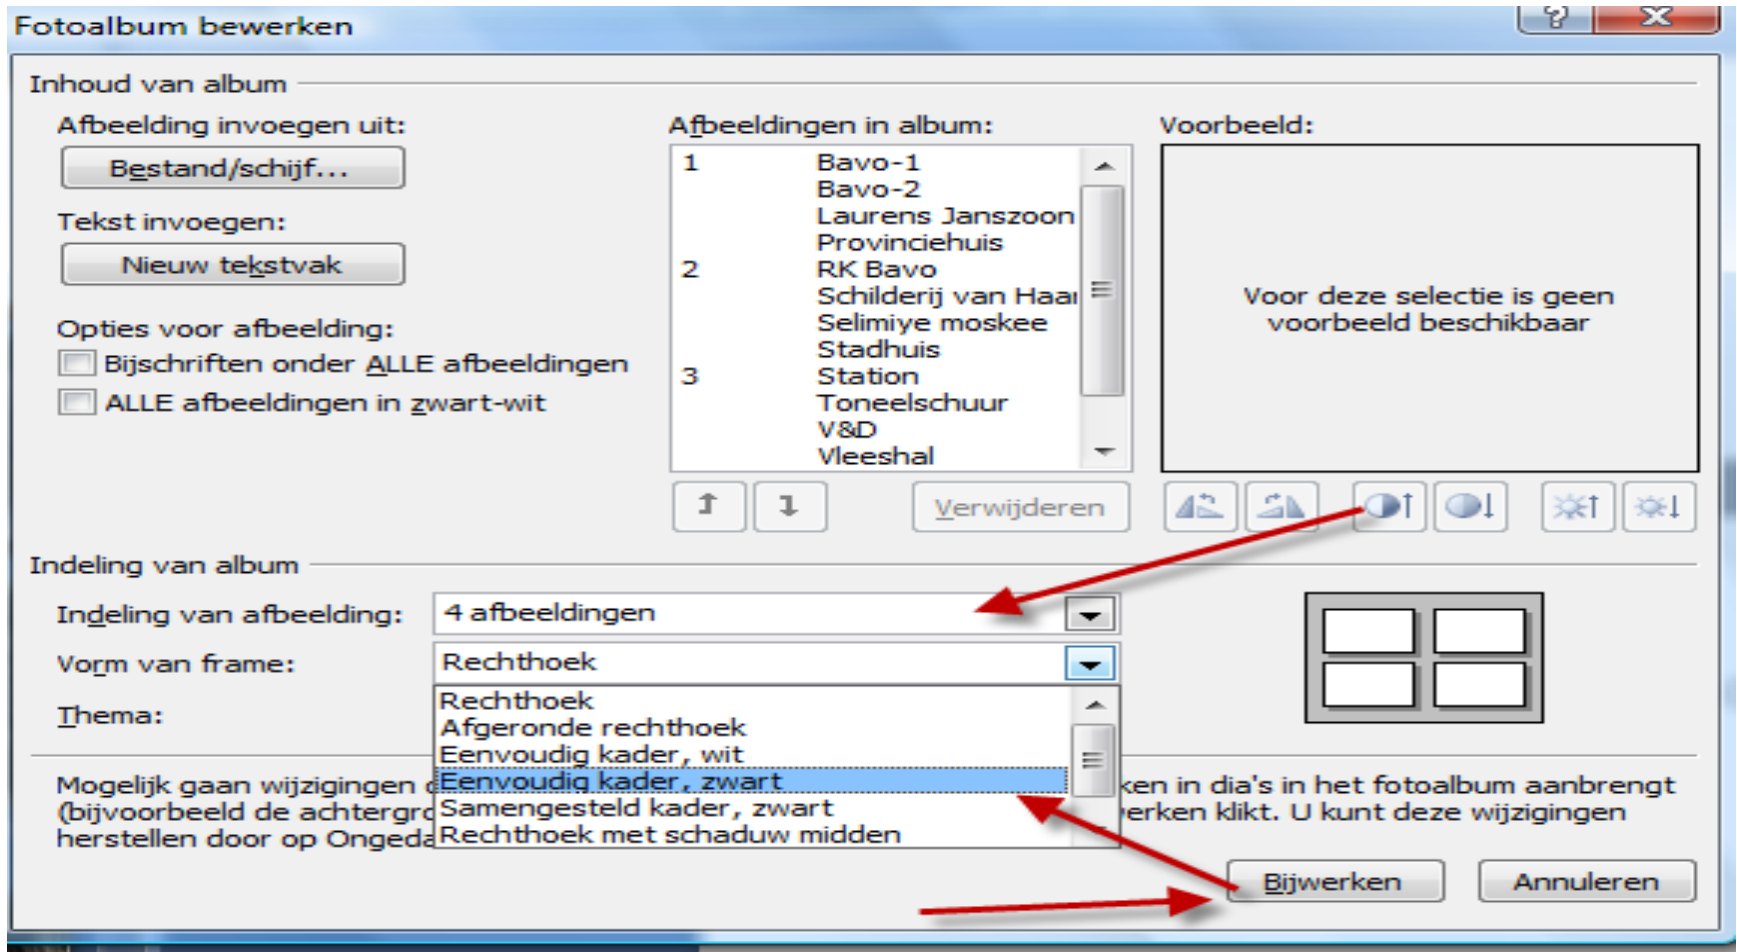 Fotoalbum bewerken
Inhoud van album
Afbeelding invoegen uit:
Bestand/schijf...
Tekst invoegen:
Nieuw tekstvak
Opties voor afbeelding:
Bijschriften onder ALLE afbeeldingen
ALLE afbeeldingen in zwart-wit
Afbeeldingen in album:
1 Bavo-1
Bavo-2
Laurens Janszoon
Provinciehuis
2 RK Bavo
Schilderij van Haar
Selimiye moskee
Stadhuis
3 Station
Toneelschuur
V&D
Vleeshal
Verwijderen
Voorbeeld:
Voor deze selectie is geen
voorbeeld beschikbaar
Indeling van album
Indeling van afbeelding: 4 afbeeldingen
Vorm van frame: Rechthoek
Thema:
Rechthoek
Afgeronde rechthoek
Eenvoudig kader, wit
Eenvoudig kader, zwart
Samengesteld kader, zwart
Rechthoek met schaduw midden
Mogelijk gaan wijzigingen ken in dia's in het fotoalbum aanbrengt
(bijvoorbeeld de achtergro erken klikt. U kunt deze wijzigingen
herstellen door op Ongeda
Bijwerken
Annuleren